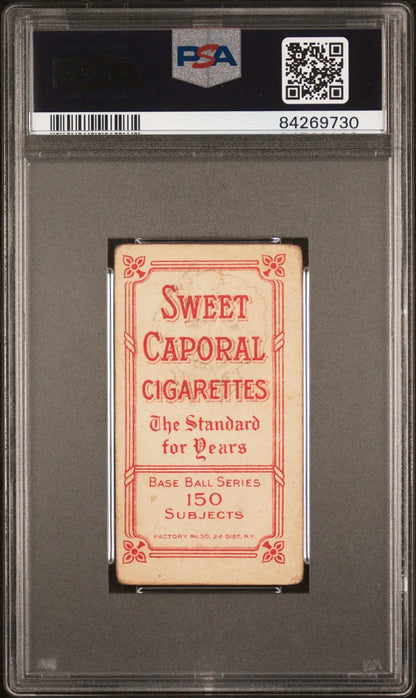 PSA
84269730
SWEET
CAPORAL
CIGARETTES
The Standard
for Years
BASE BALL SERIES
150
SUBJECTS
FACTORY No. 30, 2d DIST. N.Y.